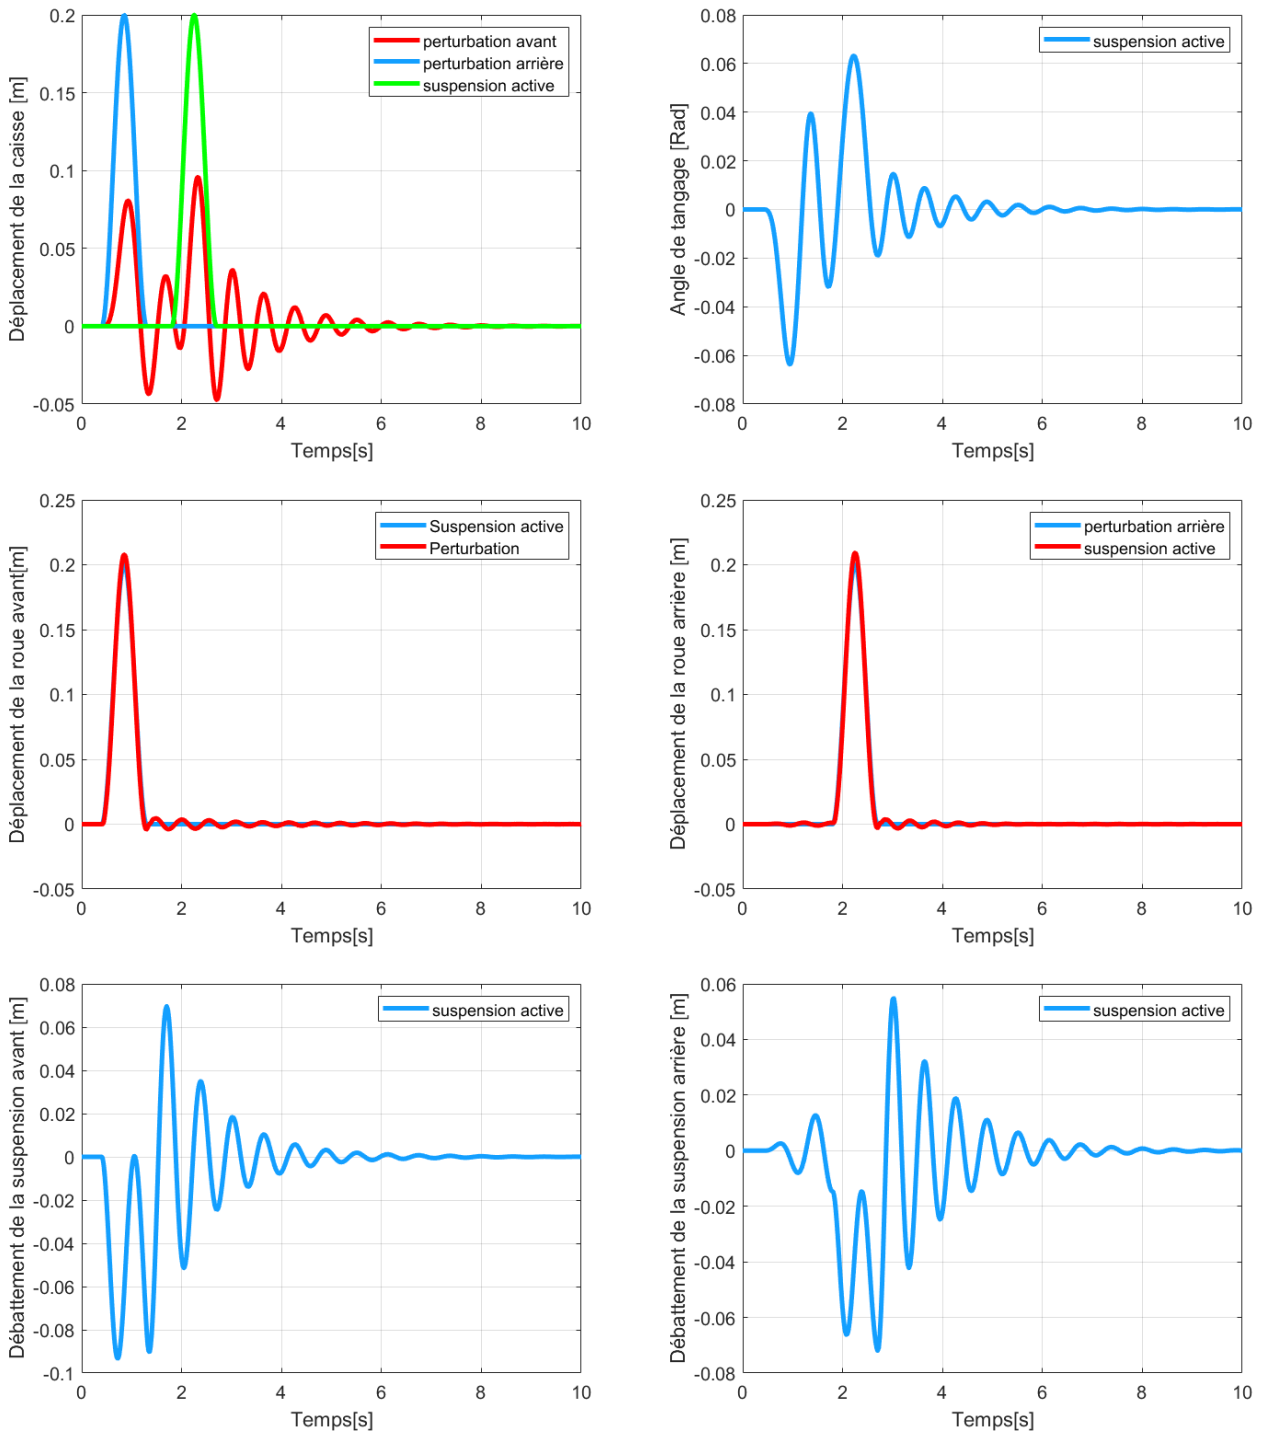 0.2
0.15
0.1
0.05
0
-0.05
Déplacement de la caisse [m]
perturbation avant
perturbation arrière
suspension active
0 2 4 6 8 10
Temps[s]
0.08
0.06
0.04
0.02
0
-0.02
-0.04
-0.06
-0.08
Angle de tangage [Rad]
suspension active
0 2 4 6 8 10
Temps[s]
0.25
0.2
0.15
0.1
0.05
0
-0.05
Déplacement de la roue avant[m]
Suspension active
Perturbation
0 2 4 6 8 10
Temps[s]
0.25
0.2
0.15
0.1
0.05
0
-0.05
Déplacement de la roue arrière [m]
perturbation arrière
suspension active
0 2 4 6 8 10
Temps[s]
0.08
0.06
0.04
0.02
0
-0.02
-0.04
-0.06
-0.08
-0.1
Débattement de la suspension avant [m]
suspension active
0 2 4 6 8 10
Temps[s]
0.06
0.04
0.02
0
-0.02
-0.04
-0.06
-0.08
Débattement de la suspension arrière [m]
suspension active
0 2 4 6 8 10
Temps[s]